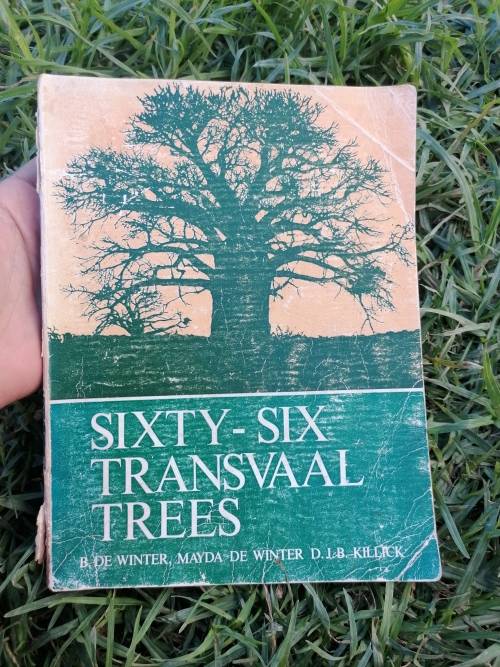 SIXTY-SIX
TRANSVAAL
TREES
B. DE WINTER, MAYDA DE WINTER D.J.B. KILLICK